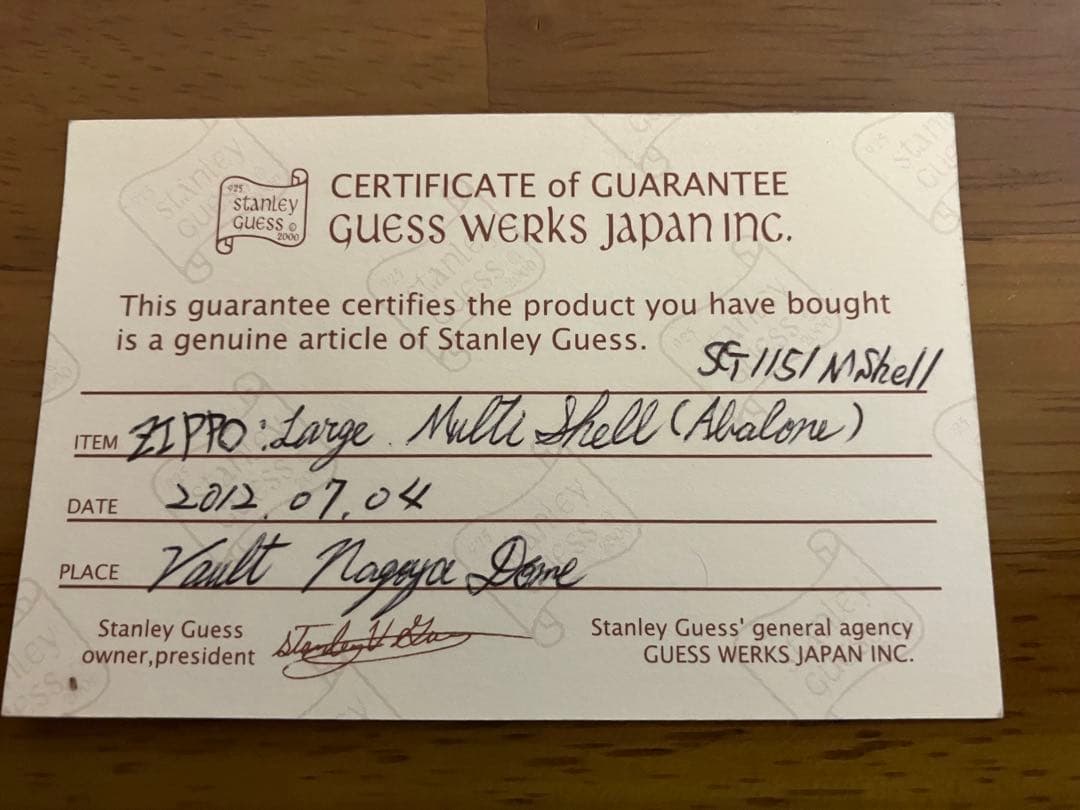 925
stanley
GUESS ©
2000
CERTIFICATE of GUARANTEE
GUESS WERKS JAPAN INC.
This guarantee certifies the product you have bought
is a genuine article of Stanley Guess.
SG1151 MShell
ITEM ZIPPO: Large. Multi Shell (Abalone)
DATE 2012.07.04
PLACE Vault Nagoya Dome
Stanley Guess
owner,president
Stanley Guess' general agency
GUESS WERKS JAPAN INC.